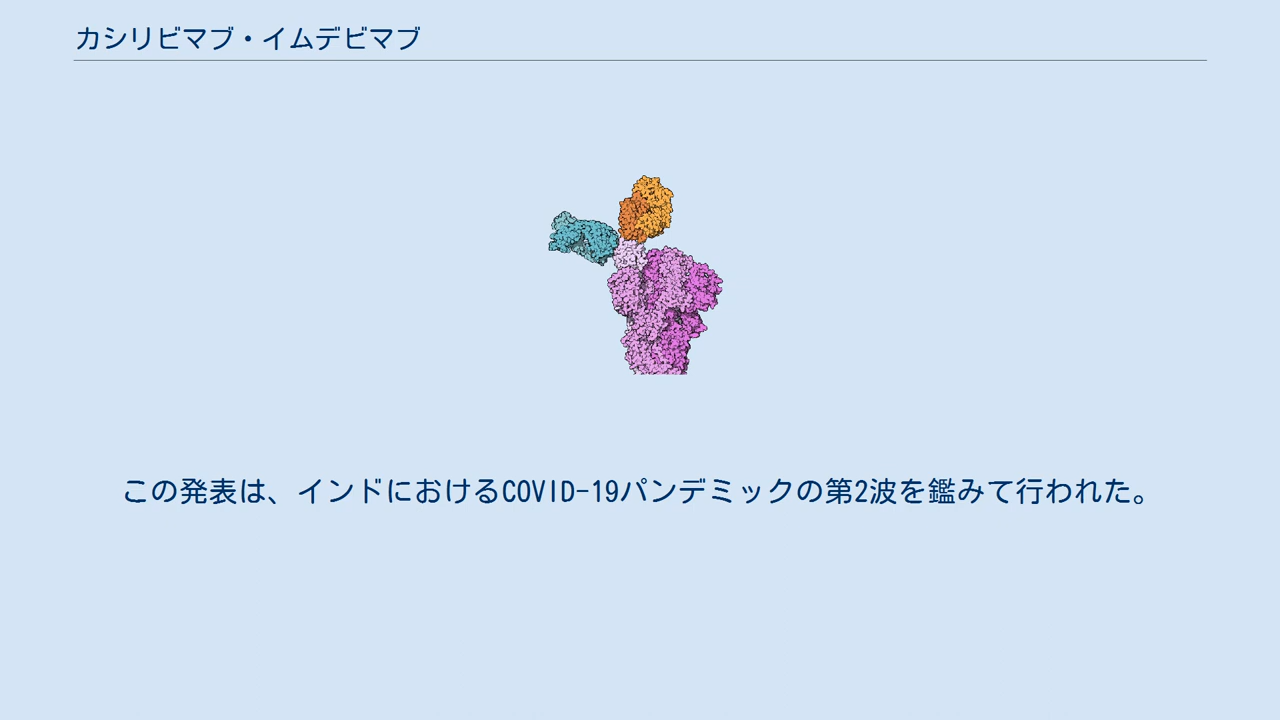 カシリビマブ・イムデビマブ
この発表は、インドにおけるCOVID-19パンデミックの第2波を鑑みて行われた。